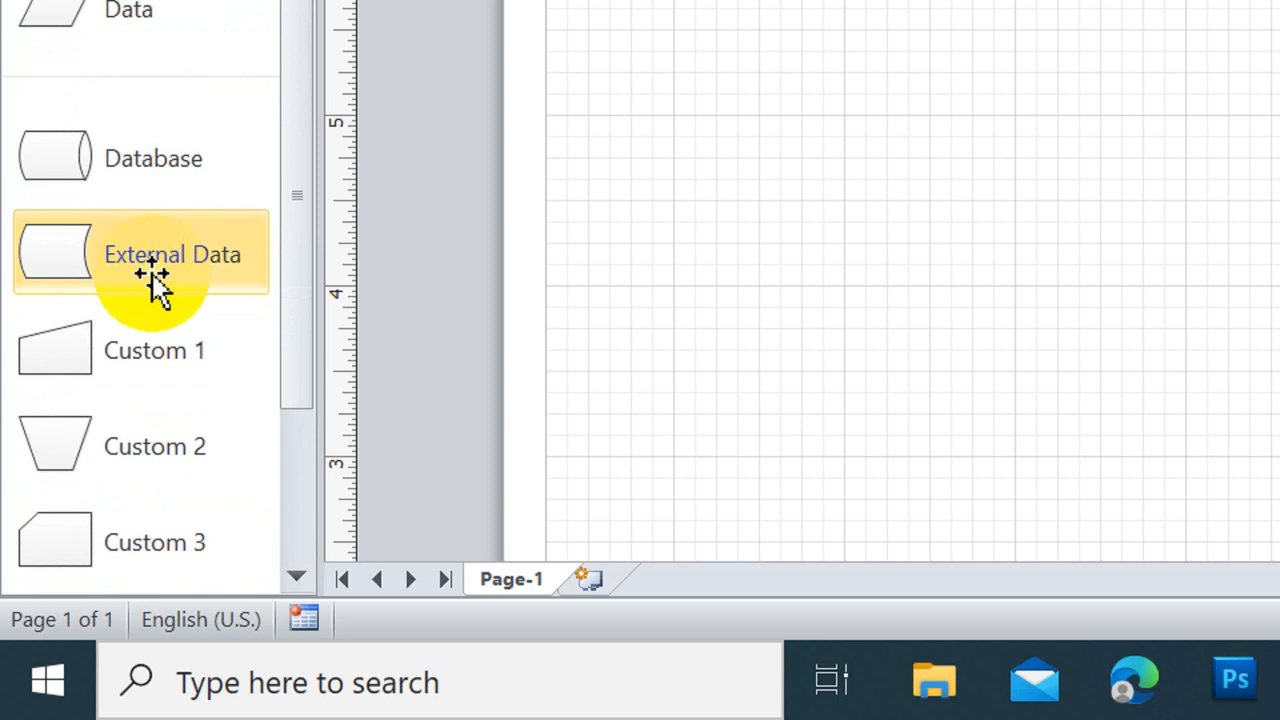 Data
Database
External Data
Custom 1
Custom 2
Custom 3
5
4
3
Page-1
Page 1 of 1
English (U.S.)
Type here to search
Ps